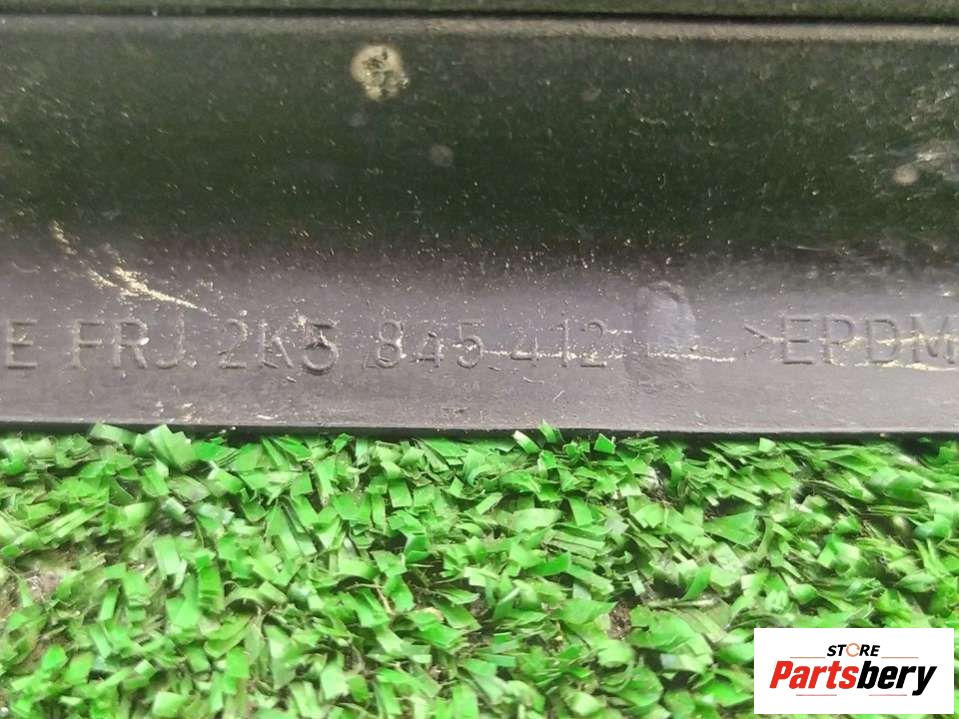 E FRJ. 2K5 845 412 >EPDM
STORE
Partsbery